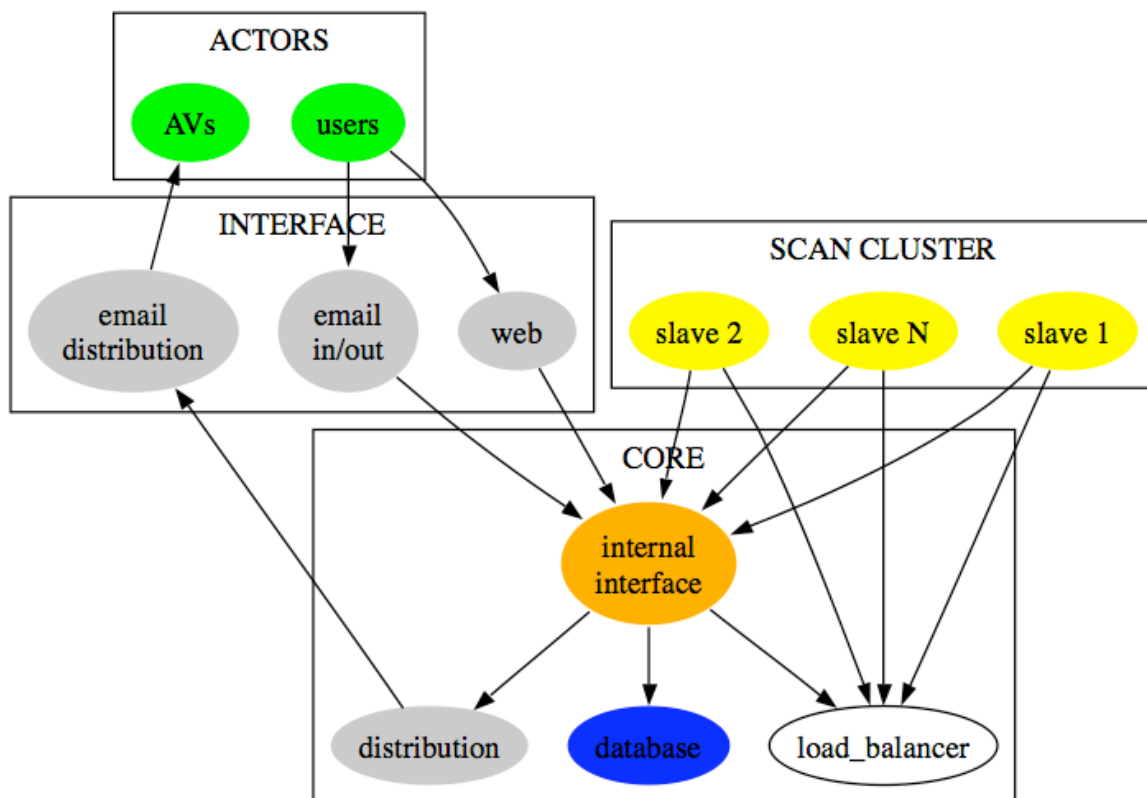 ACTORS
AVs
users
INTERFACE
email
distribution
email
in/out
web
SCAN CLUSTER
slave 2
slave N
slave 1
CORE
internal
interface
distribution
database
load_balancer